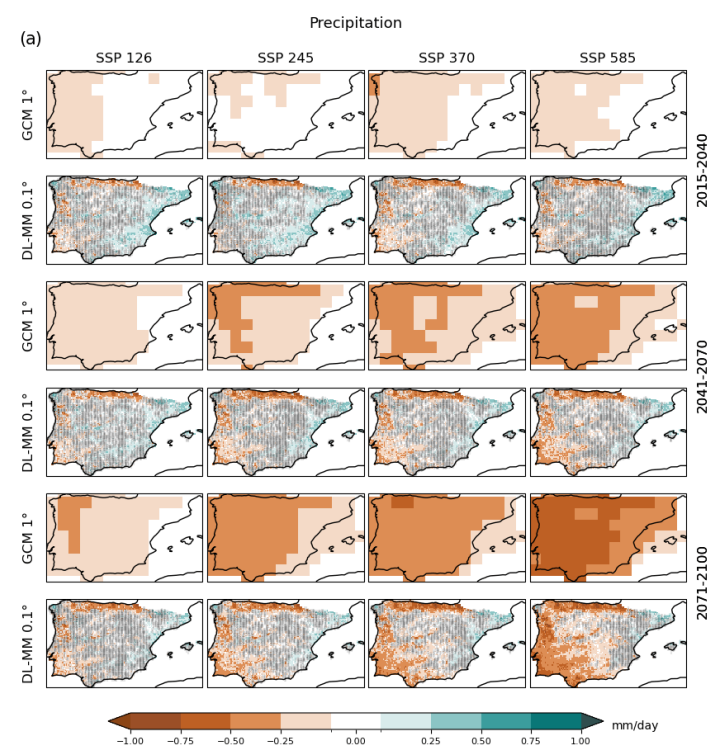 Precipitation
(a)
SSP 126 SSP 245 SSP 370 SSP 585
GCM 1°
2015-2040
DL-MM 0.1°
GCM 1°
2041-2070
DL-MM 0.1°
GCM 1°
2071-2100
DL-MM 0.1°
−1.00 −0.75 −0.50 −0.25 0.00 0.25 0.50 0.75 1.00 mm/day